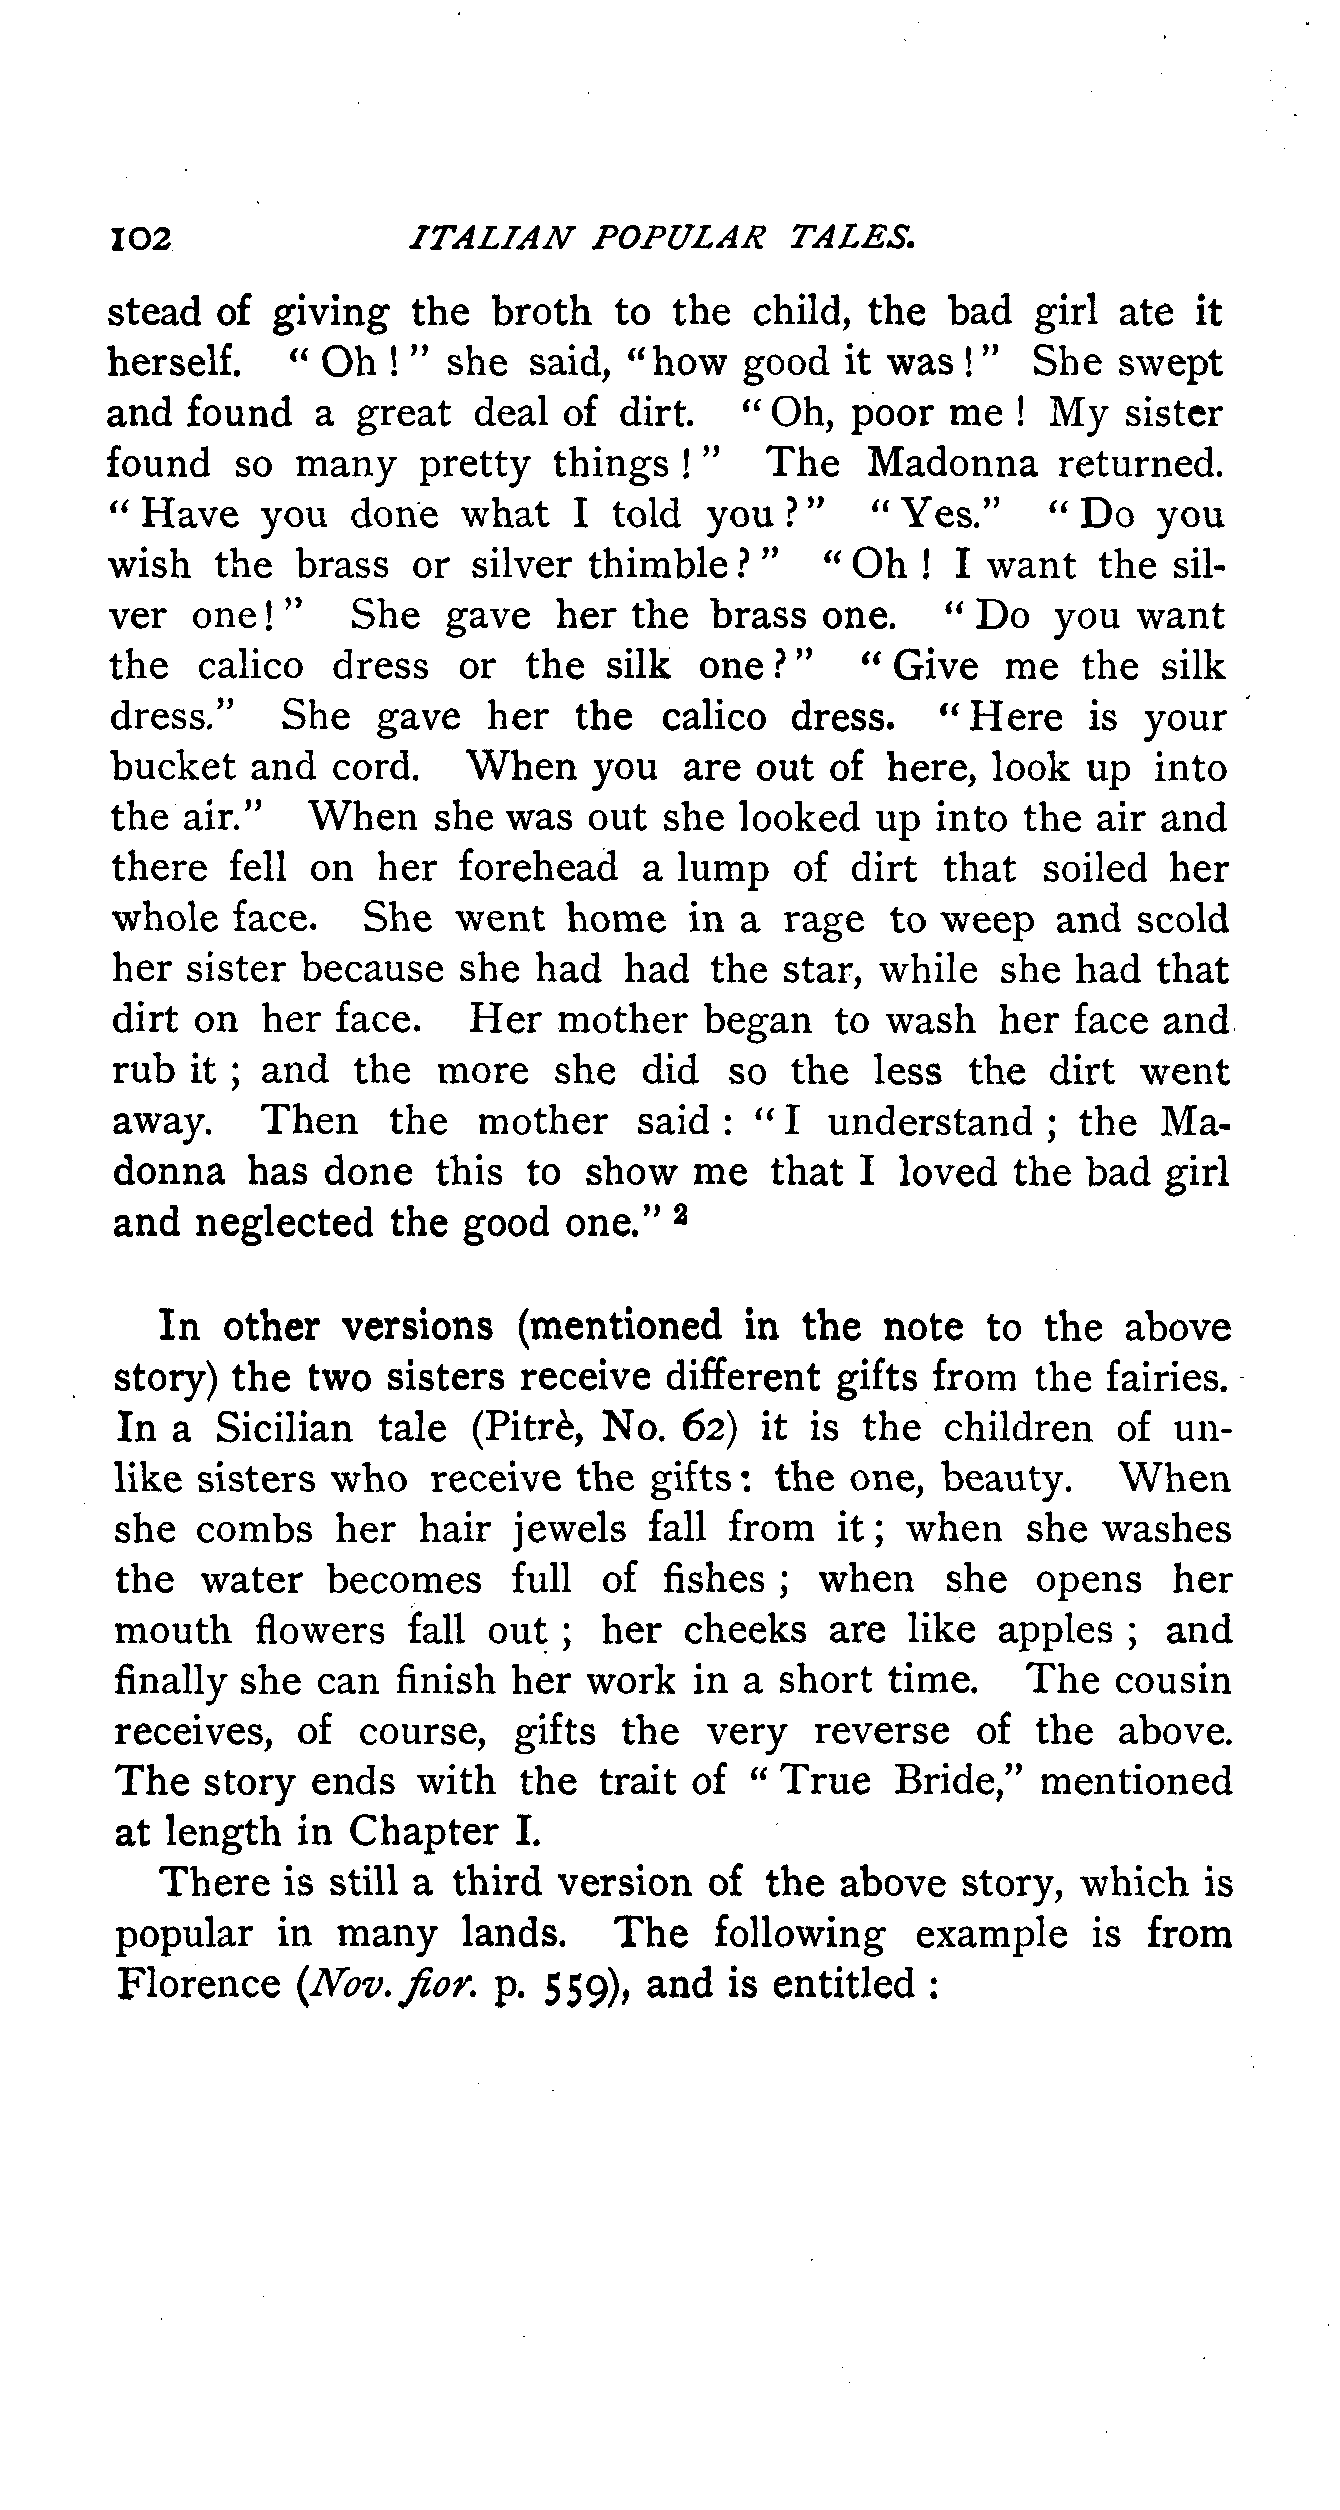 102 ITALIAN POPULAR TALES.
stead of giving the broth to the child, the bad girl ate it
herself. "Oh!" she said, "how good it was!" She swept
and found a great deal of dirt. "Oh, poor me! My sister
found so many pretty things!" The Madonna returned.
"Have you done what I told you?" "Yes." "Do you
wish the brass or silver thimble?" "Oh! I want the sil-
ver one!" She gave her the brass one. "Do you want
the calico dress or the silk one?" "Give me the silk
dress." She gave her the calico dress. "Here is your
bucket and cord. When you are out of here, look up into
the air." When she was out she looked up into the air and
there fell on her forehead a lump of dirt that soiled her
whole face. She went home in a rage to weep and scold
her sister because she had had the star, while she had that
dirt on her face. Her mother began to wash her face and
rub it; and the more she did so the less the dirt went
away. Then the mother said: "I understand; the Ma-
donna has done this to show me that I loved the bad girl
and neglected the good one." 2
In other versions (mentioned in the note to the above
story) the two sisters receive different gifts from the fairies.
In a Sicilian tale (Pitrè, No. 62) it is the children of un-
like sisters who receive the gifts: the one, beauty. When
she combs her hair jewels fall from it; when she washes
the water becomes full of fishes; when she opens her
mouth flowers fall out; her cheeks are like apples; and
finally she can finish her work in a short time. The cousin
receives, of course, gifts the very reverse of the above.
The story ends with the trait of "True Bride," mentioned
at length in Chapter I.
There is still a third version of the above story, which is
popular in many lands. The following example is from
Florence (Nov. fior. p. 559), and is entitled: